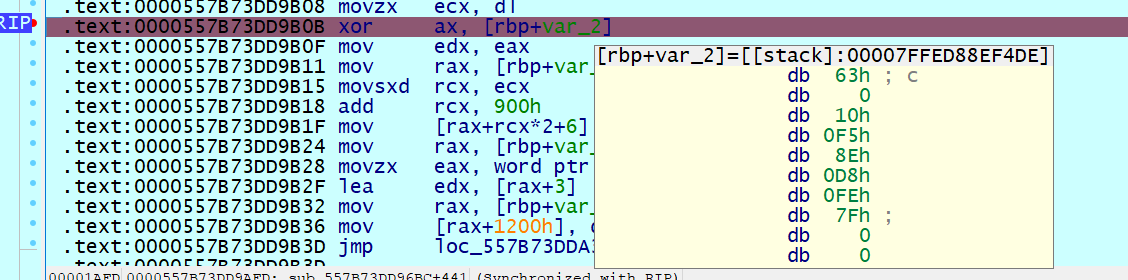 .text:0000557B73DD9B08 movzx ecx, dl
RIP .text:0000557B73DD9B0B xor ax, [rbp+var_2]
.text:0000557B73DD9B0F mov edx, eax
.text:0000557B73DD9B11 mov rax, [rbp+var_
.text:0000557B73DD9B15 movsxd rcx, ecx
.text:0000557B73DD9B18 add rcx, 900h
.text:0000557B73DD9B1F mov [rax+rcx*2+6]
.text:0000557B73DD9B24 mov rax, [rbp+var_
.text:0000557B73DD9B28 movzx eax, word ptr
.text:0000557B73DD9B2F lea edx, [rax+3]
.text:0000557B73DD9B32 mov rax, [rbp+var_
.text:0000557B73DD9B36 mov [rax+1200h],
.text:0000557B73DD9B3D jmp loc_557B73DDA
.text:0000557B73DD9B3D
[rbp+var_2]=[[stack]:00007FFED88EF4DE]
db 63h ; c
db 0
db 10h
db 0F5h
db 8Eh
db 0D8h
db 0FEh
db 7Fh ;
db 0
db 0
00001AFD 0000557B73DD9AFD: sub_557B73DD96BC+441 (Synchronized with RIP)